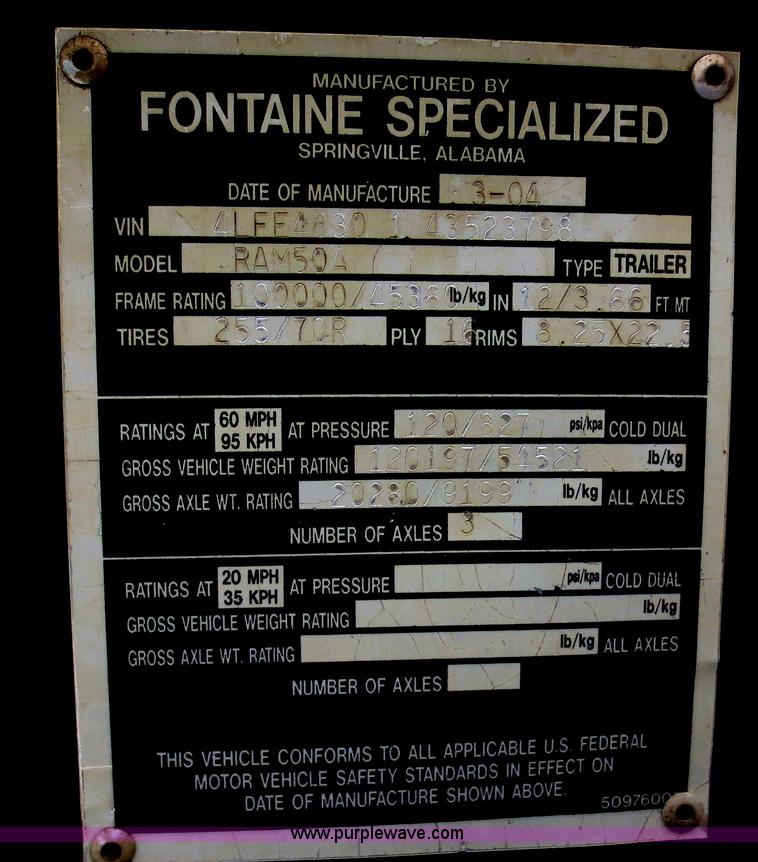 MANUFACTURED BY
FONTAINE SPECIALIZED
SPRINGVILLE, ALABAMA
DATE OF MANUFACTURE 3-04
VIN 4LFF4830 1 43523798
MODEL RAM50A
TYPE TRAILER
FRAME RATING 100000/45360 lb/kg IN 12/3.66 FT MT
TIRES 255/70R PLY 16 RIMS 8.25X22.5
RATINGS AT 60 MPH 95 KPH AT PRESSURE 120/827 psi/kpa COLD DUAL
GROSS VEHICLE WEIGHT RATING 120197/54521 lb/kg
GROSS AXLE WT. RATING 20280/9199 lb/kg ALL AXLES
NUMBER OF AXLES 3
RATINGS AT 20 MPH 35 KPH AT PRESSURE psi/kpa COLD DUAL
GROSS VEHICLE WEIGHT RATING lb/kg
GROSS AXLE WT. RATING lb/kg ALL AXLES
NUMBER OF AXLES
THIS VEHICLE CONFORMS TO ALL APPLICABLE U.S. FEDERAL
MOTOR VEHICLE SAFETY STANDARDS IN EFFECT ON
DATE OF MANUFACTURE SHOWN ABOVE.
www.purplewave.com